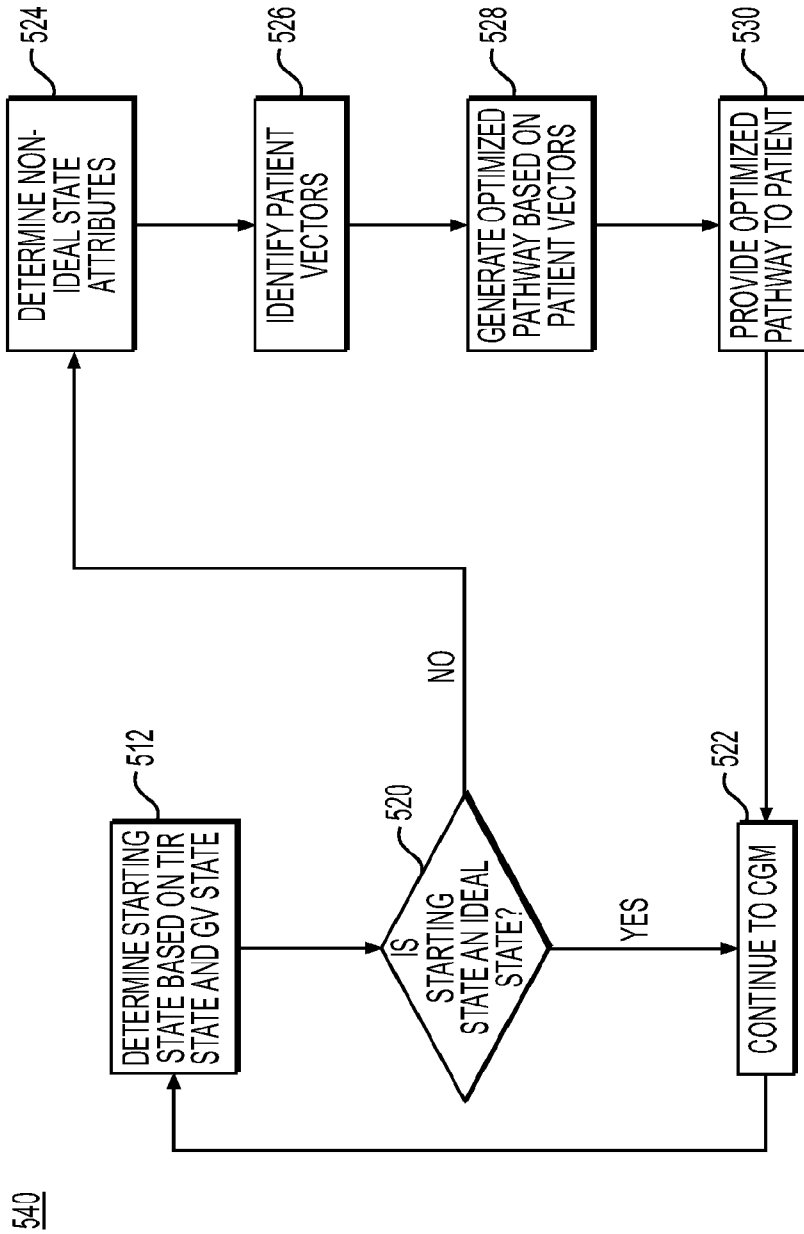 540
512
DETERMINE STARTING
STATE BASED ON TIR
STATE AND GV STATE
520
IS
STARTING
STATE AN IDEAL
STATE?
NO
YES
522
CONTINUE TO CGM
524
DETERMINE NON-
IDEAL STATE
ATTRIBUTES
526
IDENTIFY PATIENT
VECTORS
528
GENERATE OPTIMIZED
PATHWAY BASED ON
PATIENT VECTORS
530
PROVIDE OPTIMIZED
PATHWAY TO PATIENT